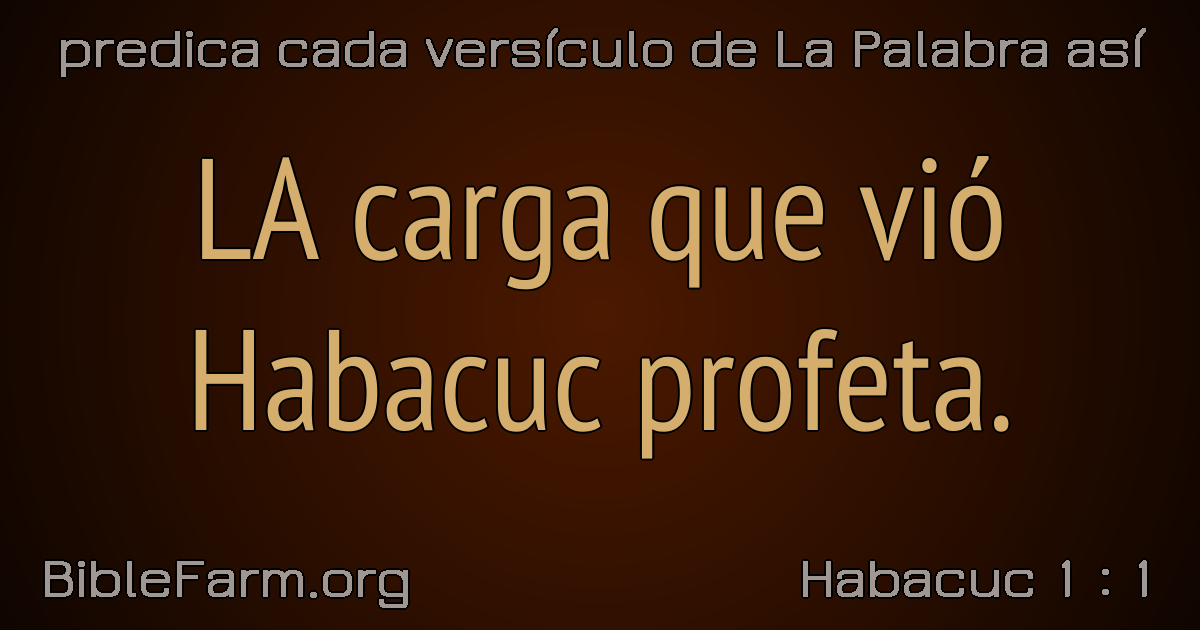 predica cada versículo de La Palabra así
LA carga que vió
Habacuc profeta.
BibleFarm.org
Habacuc 1 : 1